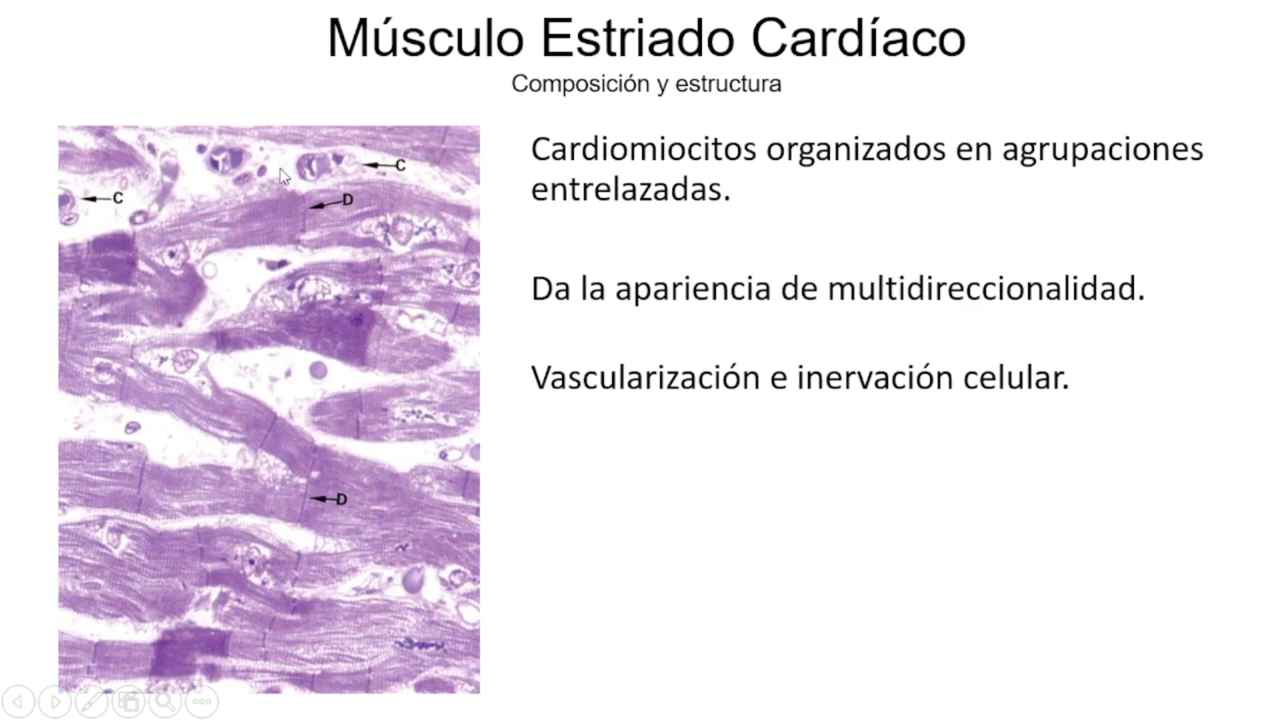 Músculo Estriado Cardíaco
Composición y estructura
C
C
D
D
Cardiomiocitos organizados en agrupaciones
entrelazadas.
Da la apariencia de multidireccionalidad.
Vascularización e inervación celular.